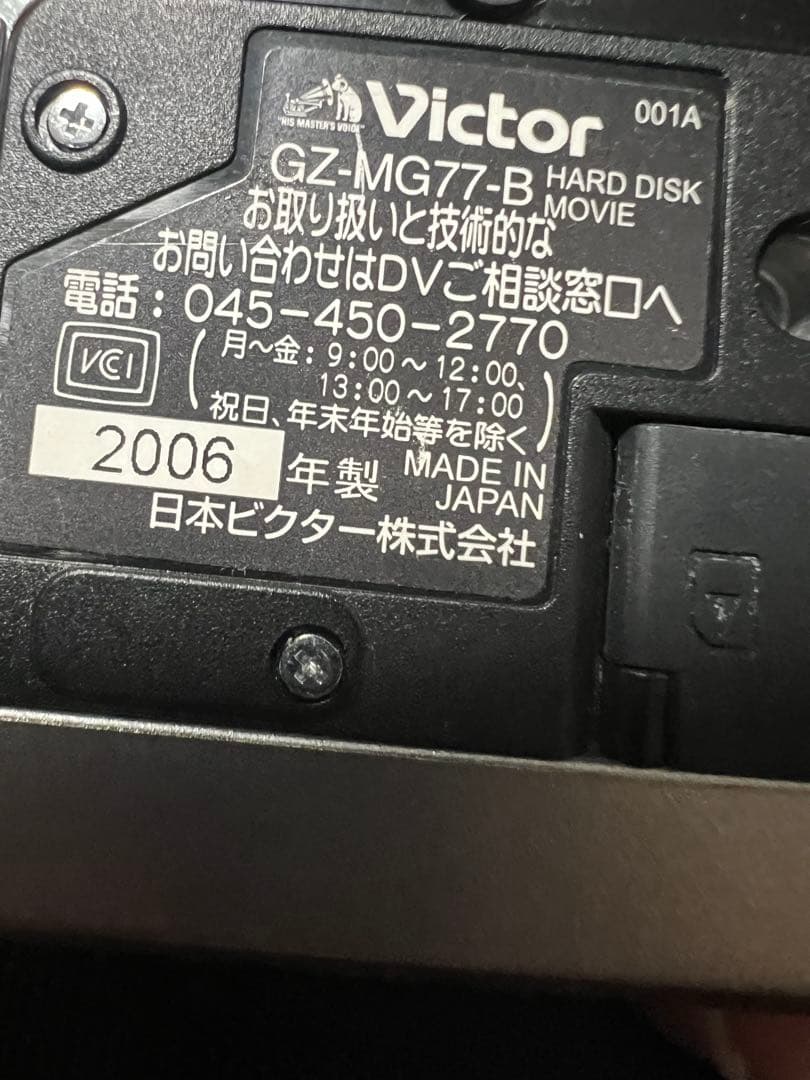 Victor
001A
"HIS MASTER'S VOICE"
GZ-MG77-B HARD DISK MOVIE
お取り扱いと技術的な
お問い合わせはDVご相談窓口へ
電話：045-450-2770
(月～金：9:00～12:00、
13:00～17:00
祝日、年末年始等を除く)
VCI
2006 年製 MADE IN JAPAN
日本ビクター株式会社